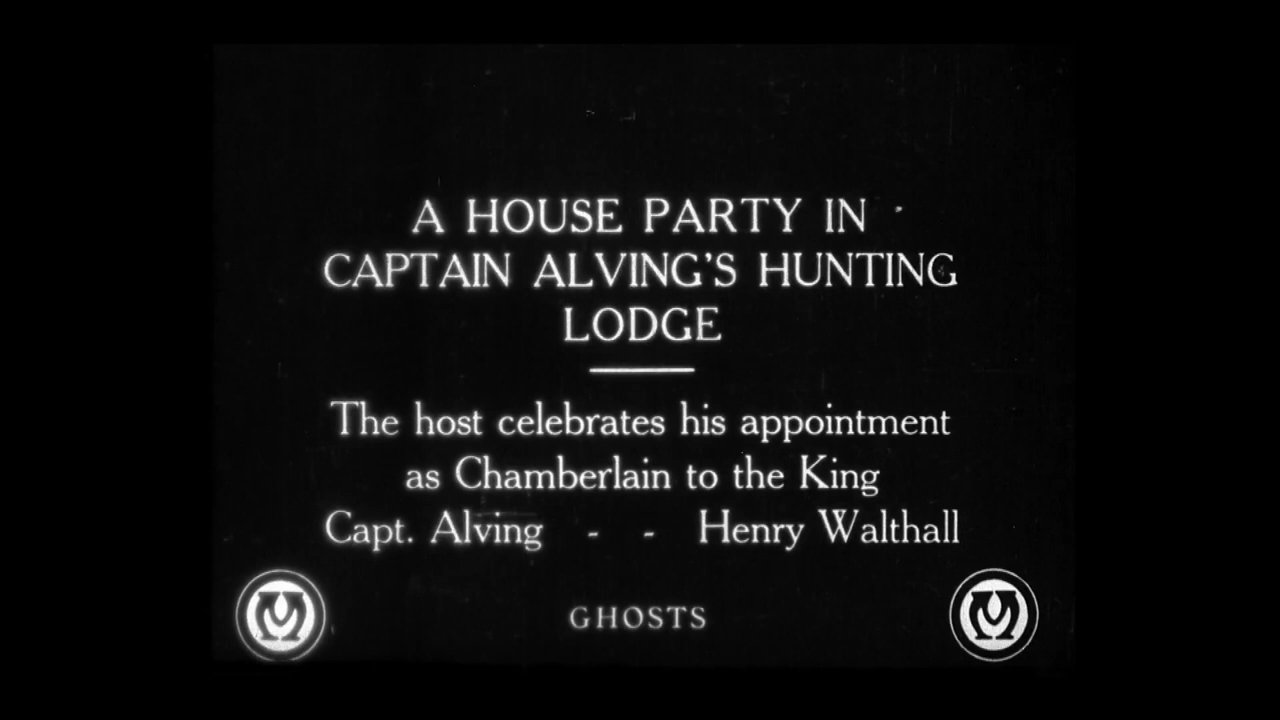 A HOUSE PARTY IN
CAPTAIN ALVING'S HUNTING
LODGE
The host celebrates his appointment
as Chamberlain to the King
Capt. Alving - - Henry Walthall
GHOSTS